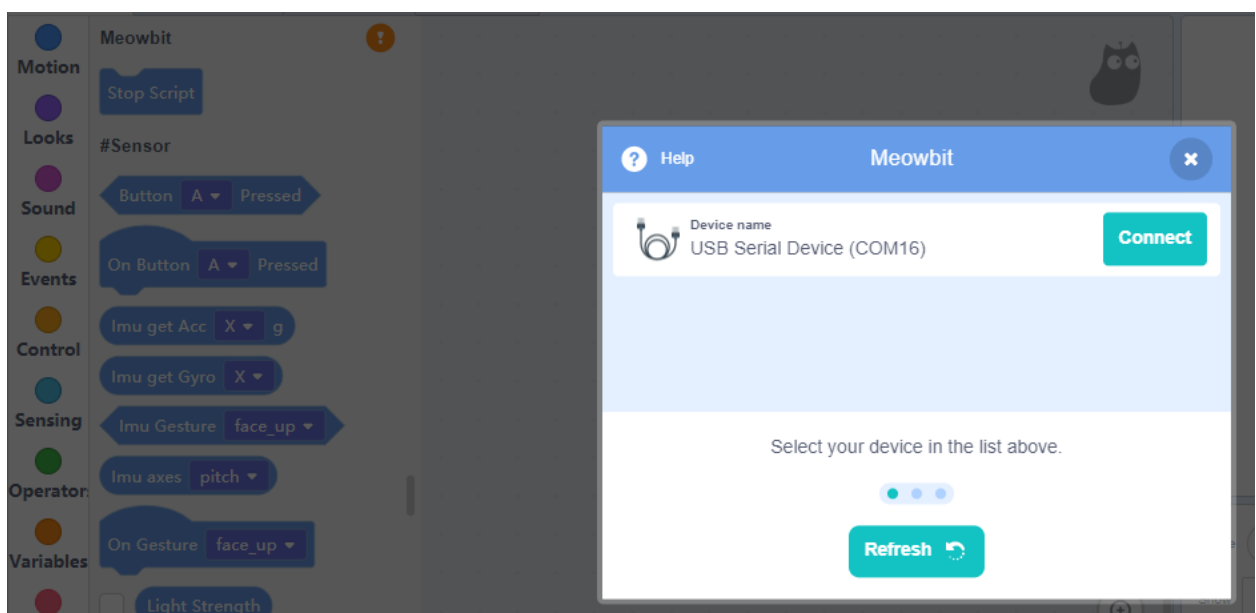 Motion
Looks
Sound
Events
Control
Sensing
Operator
Variables
Meowbit
Stop Script
#Sensor
Button A Pressed
On Button A Pressed
Imu get Acc X g
Imu get Gyro X
Imu Gesture face_up
Imu axes pitch
On Gesture face_up
Light Strength
? Help
Meowbit
Device name
USB Serial Device (COM16)
Connect
Select your device in the list above.
Refresh